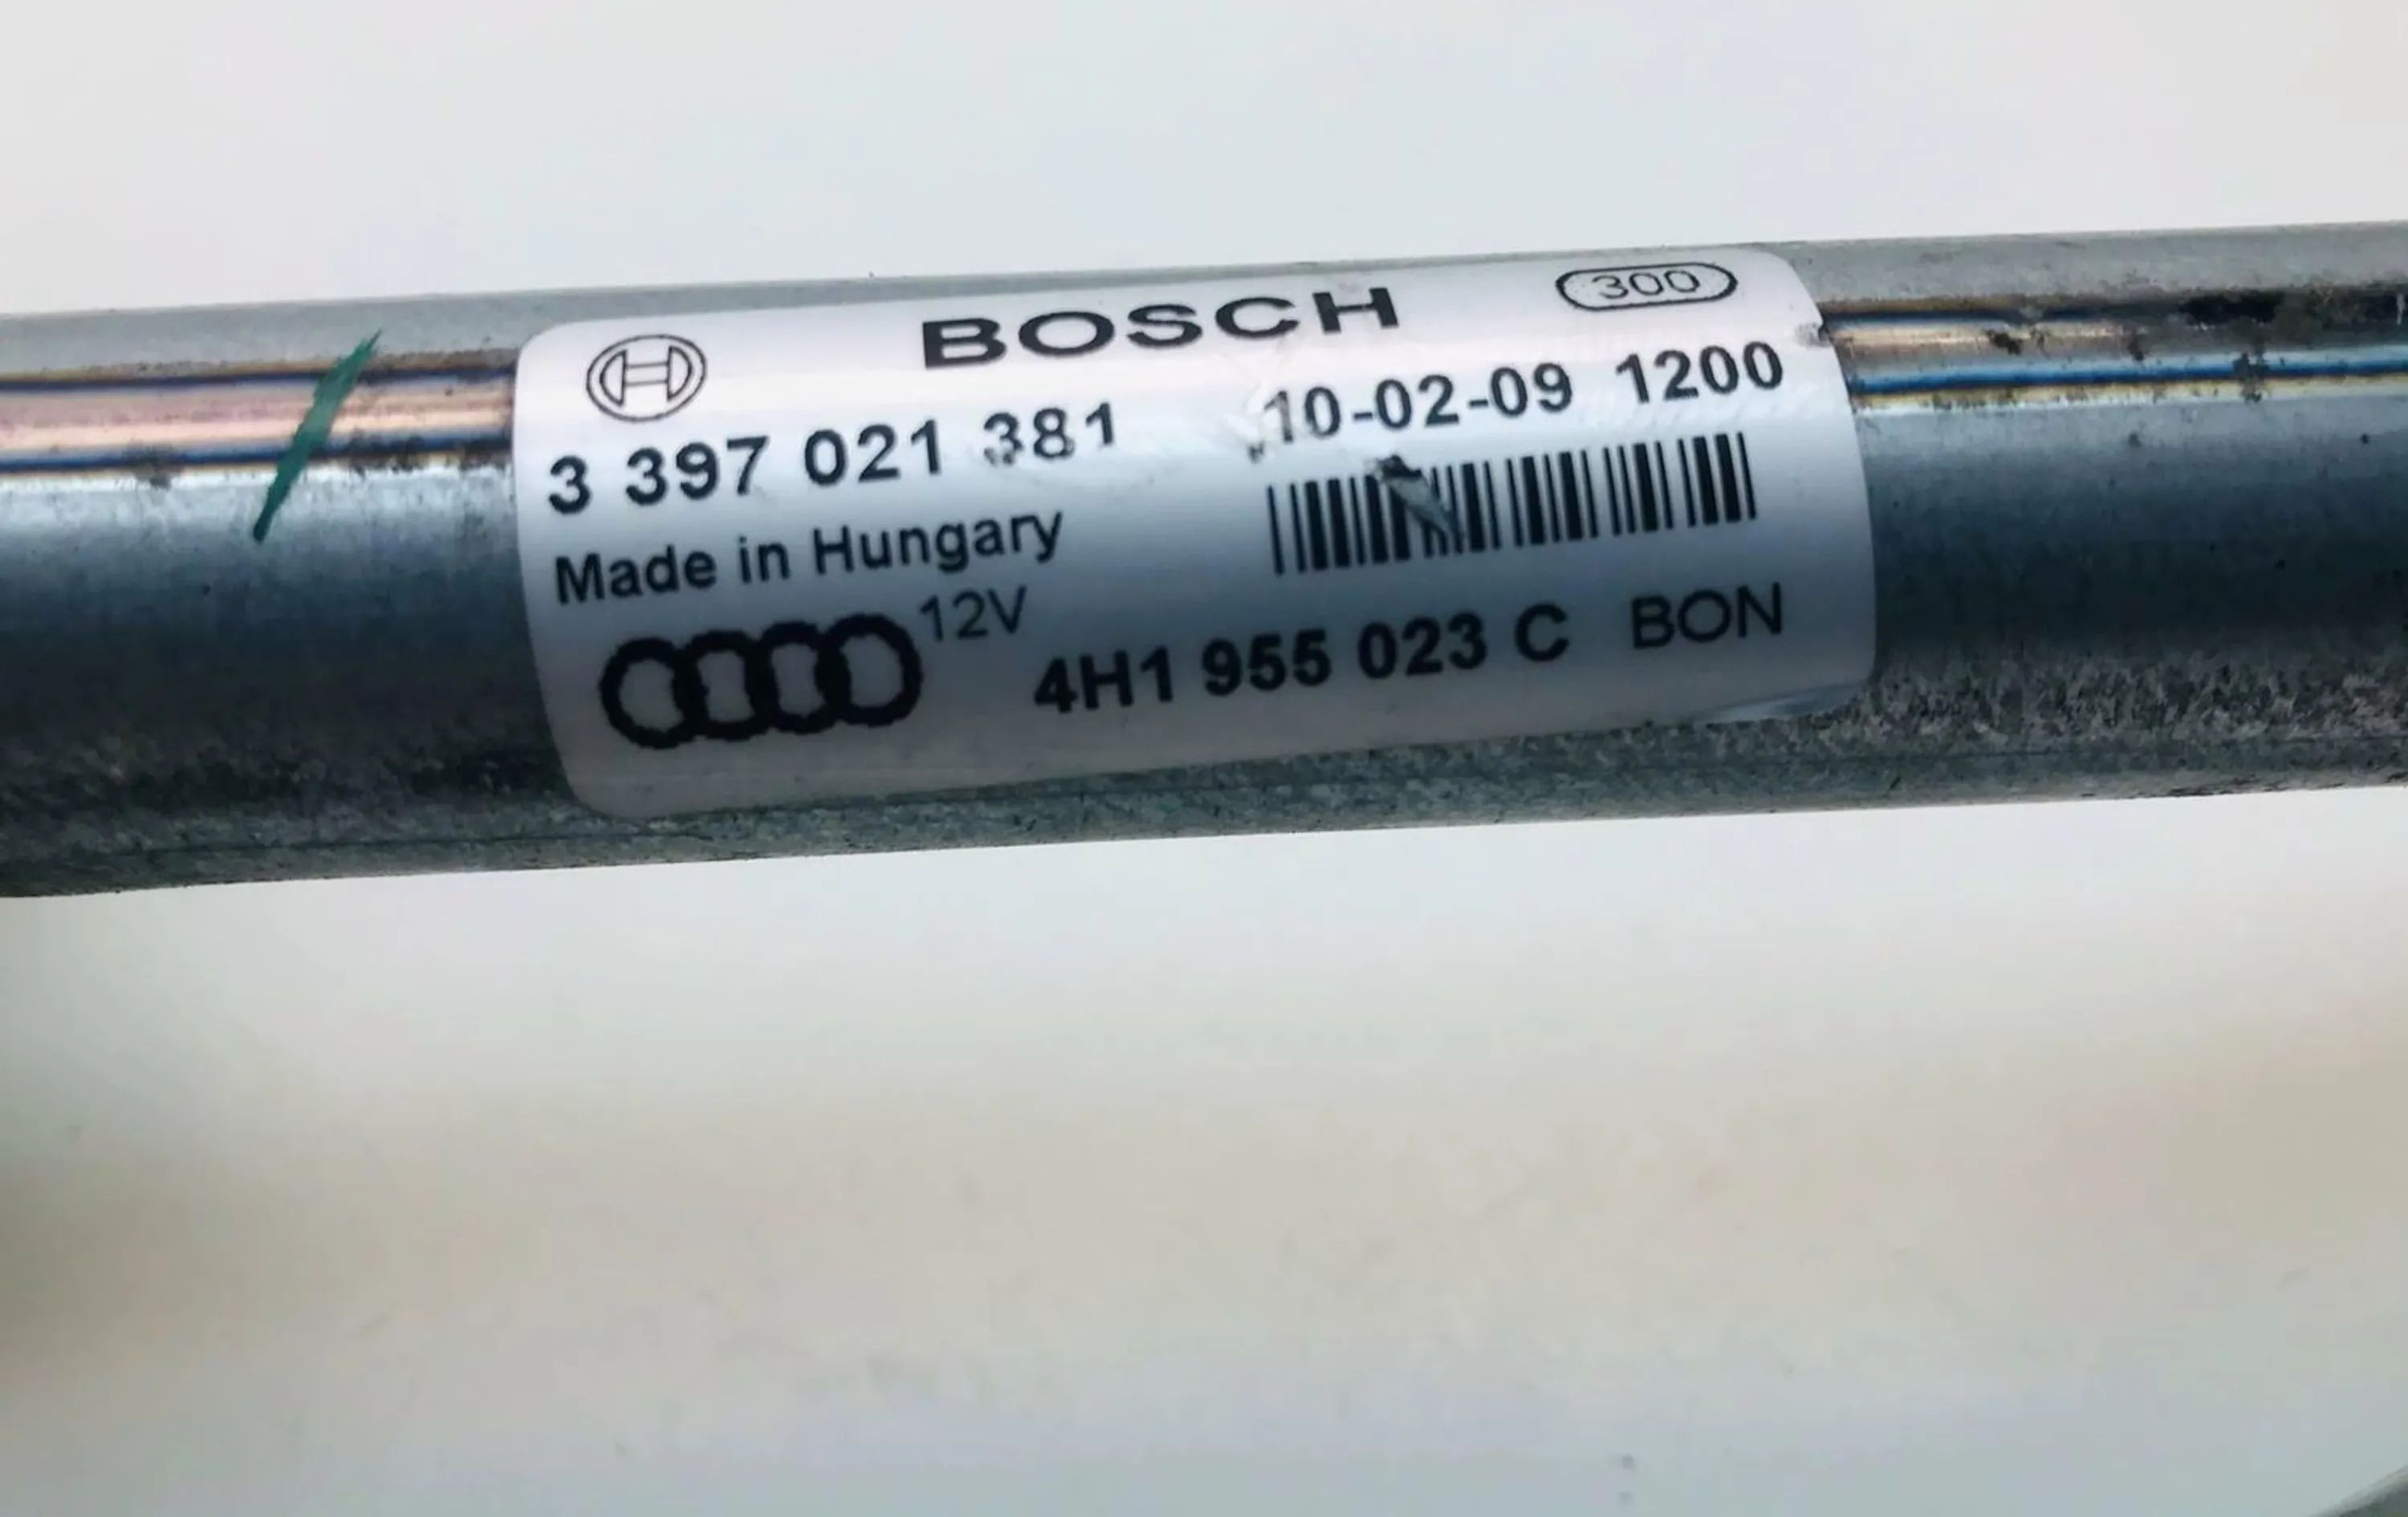 BOSCH 300
3 397 021 381 10-02-09 1200
Made in Hungary
12V
4H1 955 023 C BON